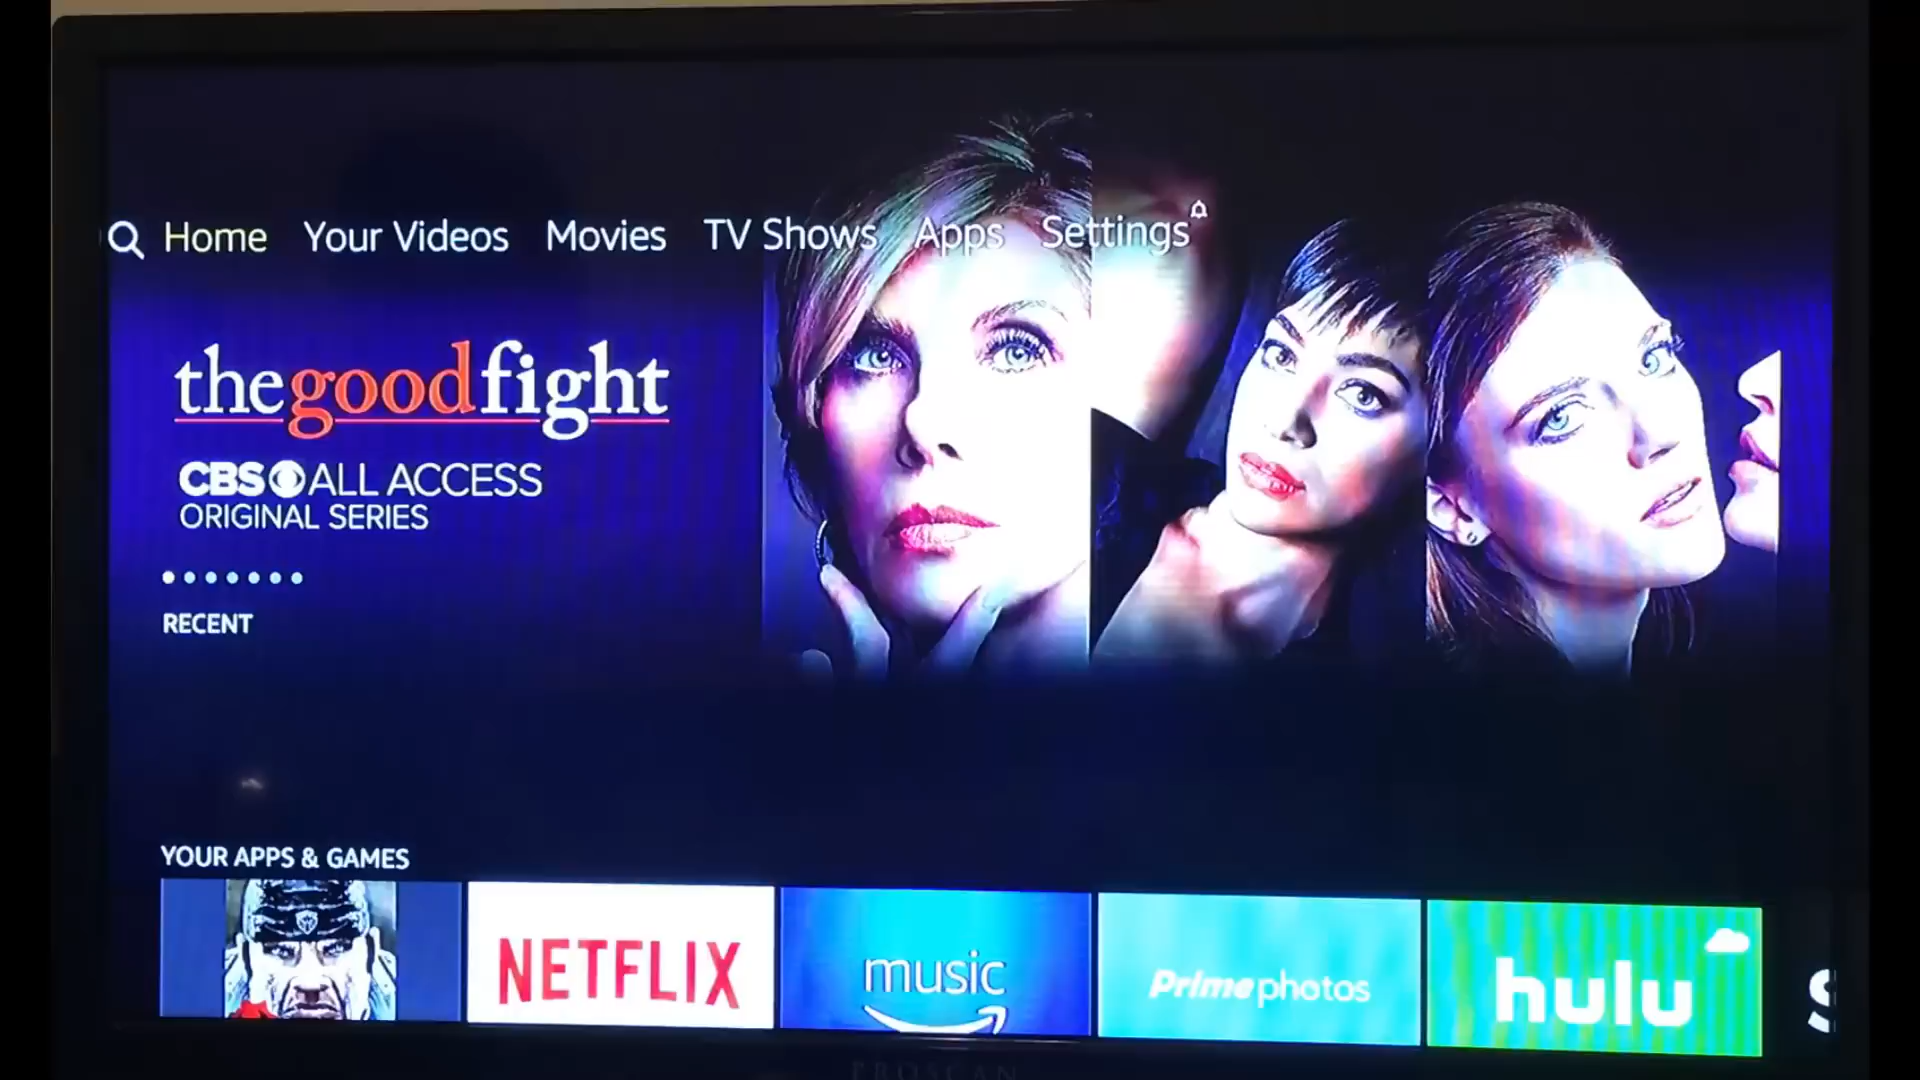 Home Your Videos Movies TV Shows Apps Settings
thegoodfight
CBS ALL ACCESS
ORIGINAL SERIES
RECENT
YOUR APPS & GAMES
NETFLIX
music
Prime photos
hulu
PROSCAN